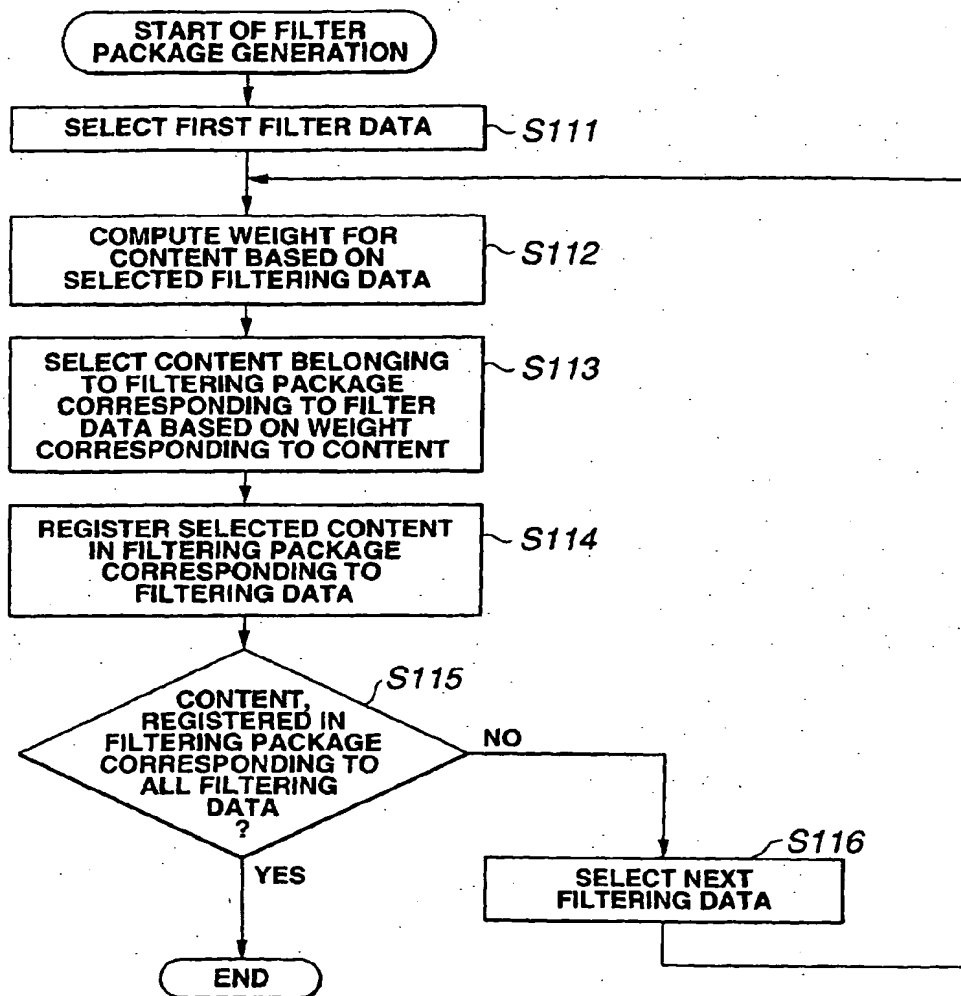 START OF FILTER
PACKAGE GENERATION
SELECT FIRST FILTER DATA
S111
COMPUTE WEIGHT FOR
CONTENT BASED ON
SELECTED FILTERING DATA
S112
SELECT CONTENT BELONGING
TO FILTERING PACKAGE
CORRESPONDING TO FILTER
DATA BASED ON WEIGHT
CORRESPONDING TO CONTENT
S113
REGISTER SELECTED CONTENT
IN FILTERING PACKAGE
CORRESPONDING TO
FILTERING DATA
S114
S115
CONTENT,
REGISTERED IN
FILTERING PACKAGE
CORRESPONDING TO
ALL FILTERING
DATA
?
NO
YES
S116
SELECT NEXT
FILTERING DATA
END